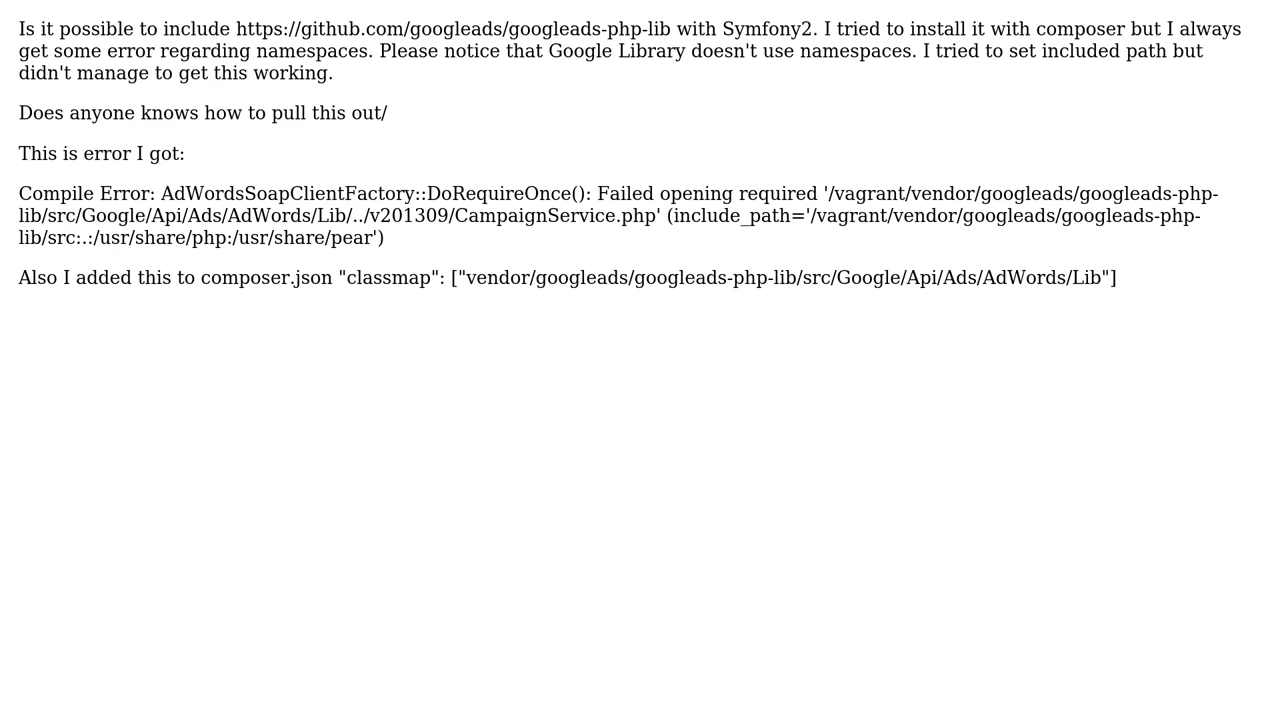 Is it possible to include https://github.com/googleads/googleads-php-lib with Symfony2. I tried to install it with composer but I always
get some error regarding namespaces. Please notice that Google Library doesn't use namespaces. I tried to set included path but
didn't manage to get this working.
Does anyone knows how to pull this out/
This is error I got:
Compile Error: AdWordsSoapClientFactory::DoRequireOnce(): Failed opening required '/vagrant/vendor/googleads/googleads-php-
lib/src/Google/Api/Ads/AdWords/Lib/../v201309/CampaignService.php' (include_path='/vagrant/vendor/googleads/googleads-php-
lib/src:.:/usr/share/php:/usr/share/pear')
Also I added this to composer.json "classmap": ["vendor/googleads/googleads-php-lib/src/Google/Api/Ads/AdWords/Lib"]